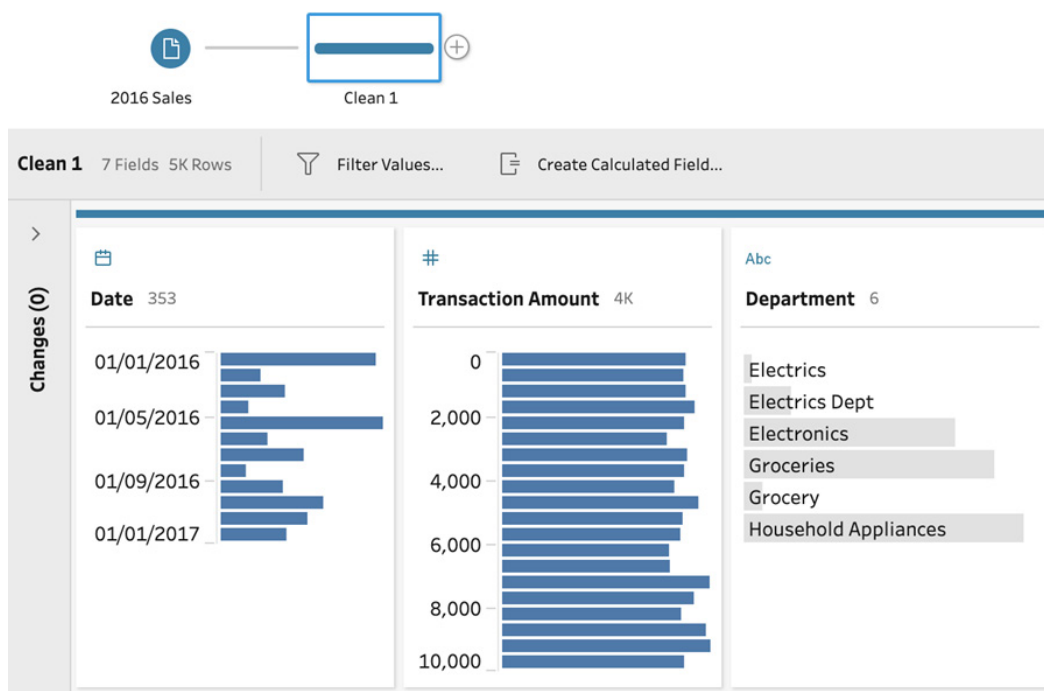 2016 Sales
Clean 1
Clean 1 7 Fields 5K Rows Filter Values... Create Calculated Field...
Changes (0)
Date 353
01/01/2016
01/05/2016
01/09/2016
01/01/2017
#
Transaction Amount 4K
0
2,000
4,000
6,000
8,000
10,000
Abc
Department 6
Electrics
Electrics Dept
Electronics
Groceries
Grocery
Household Appliances